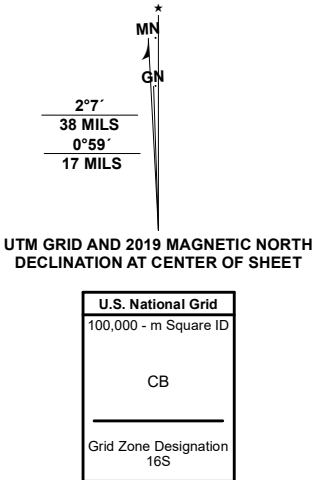 ★
MN
GN
2°7´
38 MILS
0°59´
17 MILS
UTM GRID AND 2019 MAGNETIC NORTH
DECLINATION AT CENTER OF SHEET
U.S. National Grid
100,000 - m Square ID
CB
Grid Zone Designation
16S